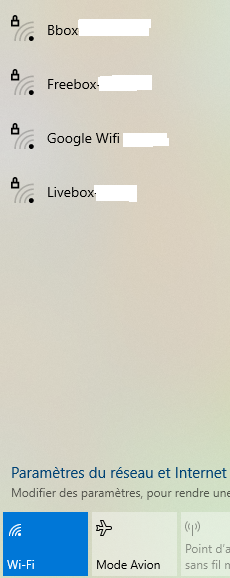 Bbox
Freebox-
Google Wifi
Livebox-
Paramètres du réseau et Internet
Modifier des paramètres, pour rendre une
Wi-Fi
Mode Avion
Point d'a
sans fil m